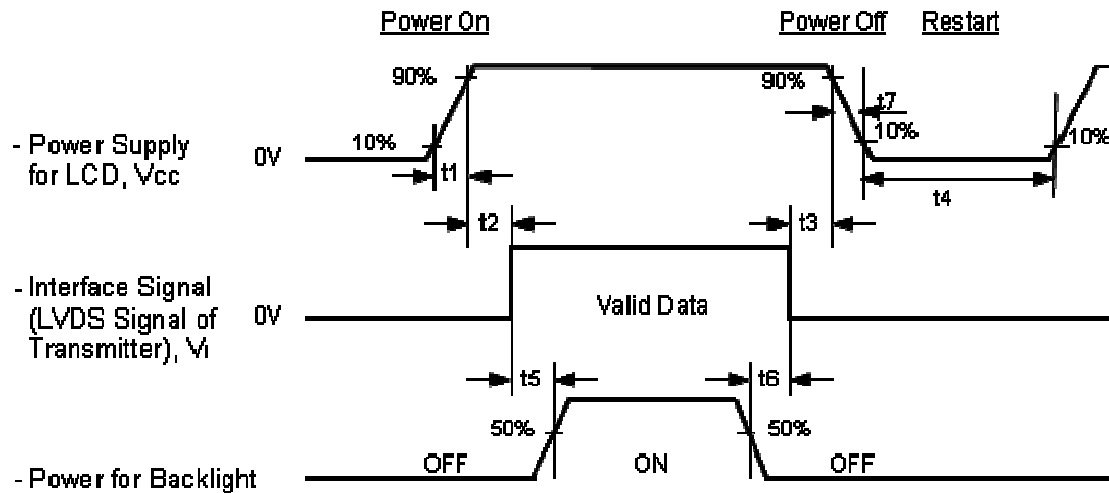 Power On
Power Off
Restart
90%
90%
t7
- Power Supply
for LCD, Vcc
0V
10%
10%
10%
t1
t4
t2
t3
- Interface Signal
(LVDS Signal of
Transmitter), Vi
0V
Valid Data
t5
t6
50%
50%
- Power for Backlight
OFF
ON
OFF